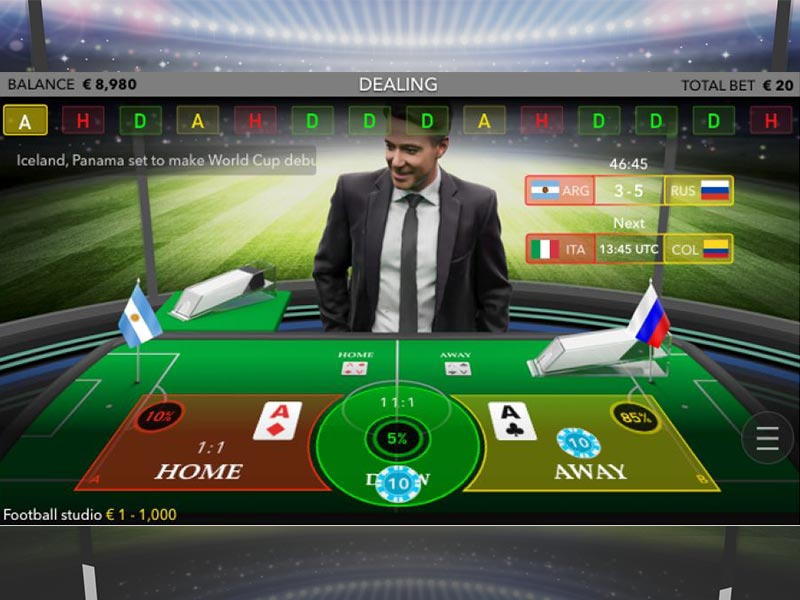 BALANCE € 8,980
DEALING
TOTAL BET € 20
A H D A H D D D A H D D D H
Iceland, Panama set to make World Cup debu
46:45
ARG 3 - 5 RUS
Next
ITA 13:45 UTC COL
HOME
AWAY
10%
A
11:1
A
85%
1:1
5%
10
HOME
10
AWAY
A
B
Football studio € 1 - 1,000